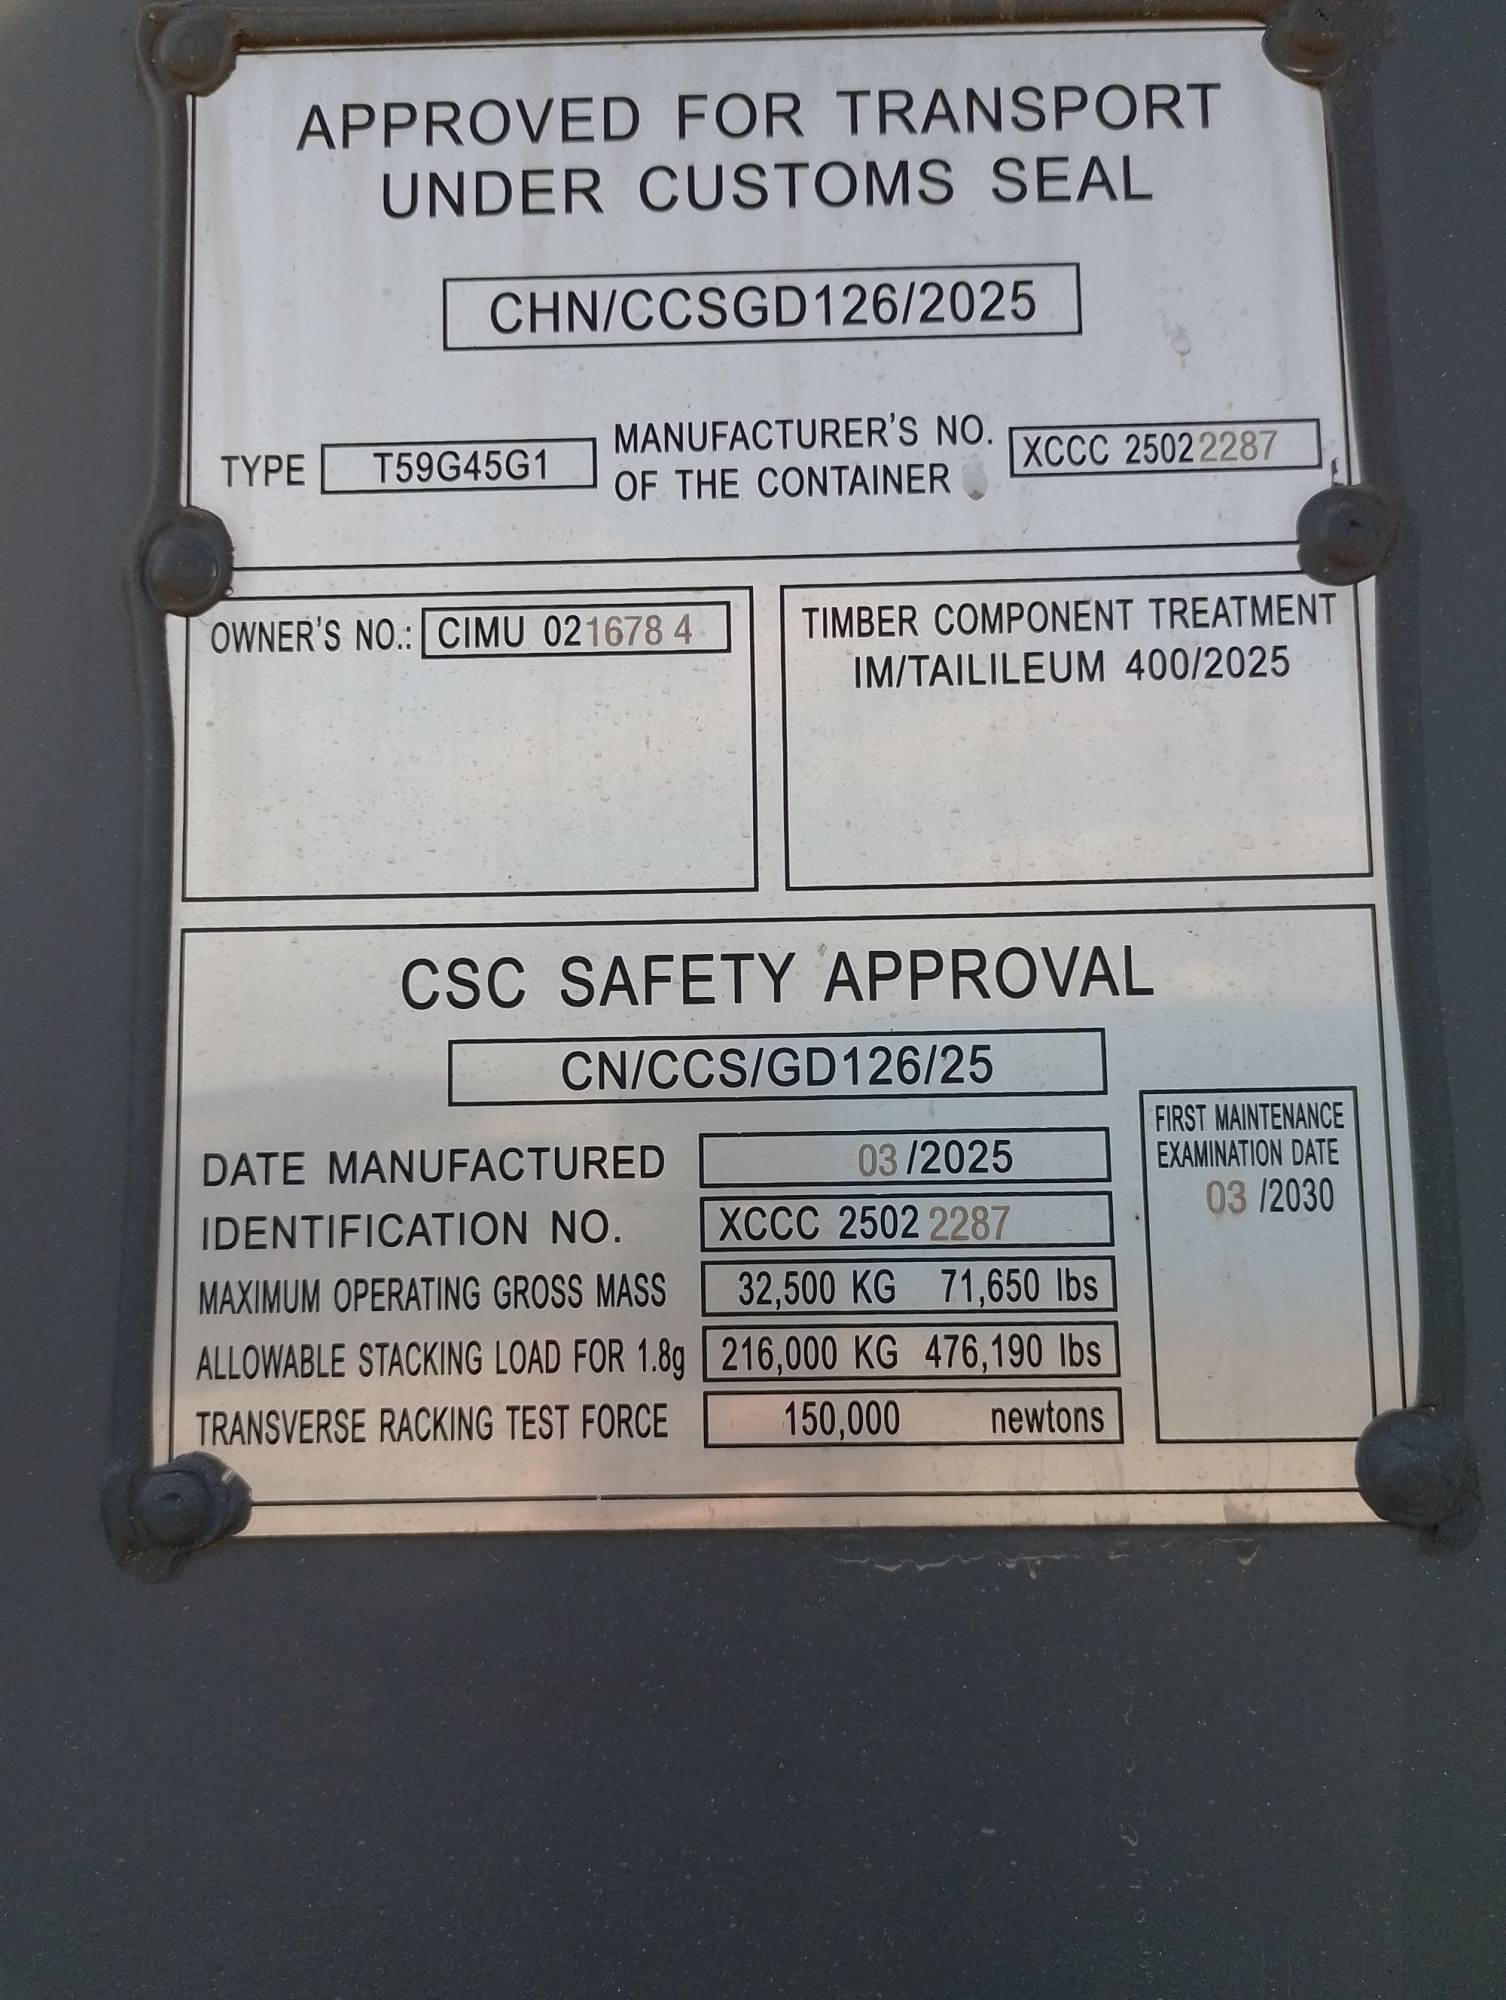 APPROVED FOR TRANSPORT
UNDER CUSTOMS SEAL
CHN/CCSGD126/2025
TYPE T59G45G1 MANUFACTURER'S NO. OF THE CONTAINER XCCC 25022287
OWNER'S NO.: CIMU 021678 4
TIMBER COMPONENT TREATMENT
IM/TAILILEUM 400/2025
CSC SAFETY APPROVAL
CN/CCS/GD126/25
DATE MANUFACTURED 03/2025
IDENTIFICATION NO. XCCC 2502 2287
MAXIMUM OPERATING GROSS MASS 32,500 KG 71,650 lbs
ALLOWABLE STACKING LOAD FOR 1.8g 216,000 KG 476,190 lbs
TRANSVERSE RACKING TEST FORCE 150,000 newtons
FIRST MAINTENANCE
EXAMINATION DATE
03 /2030